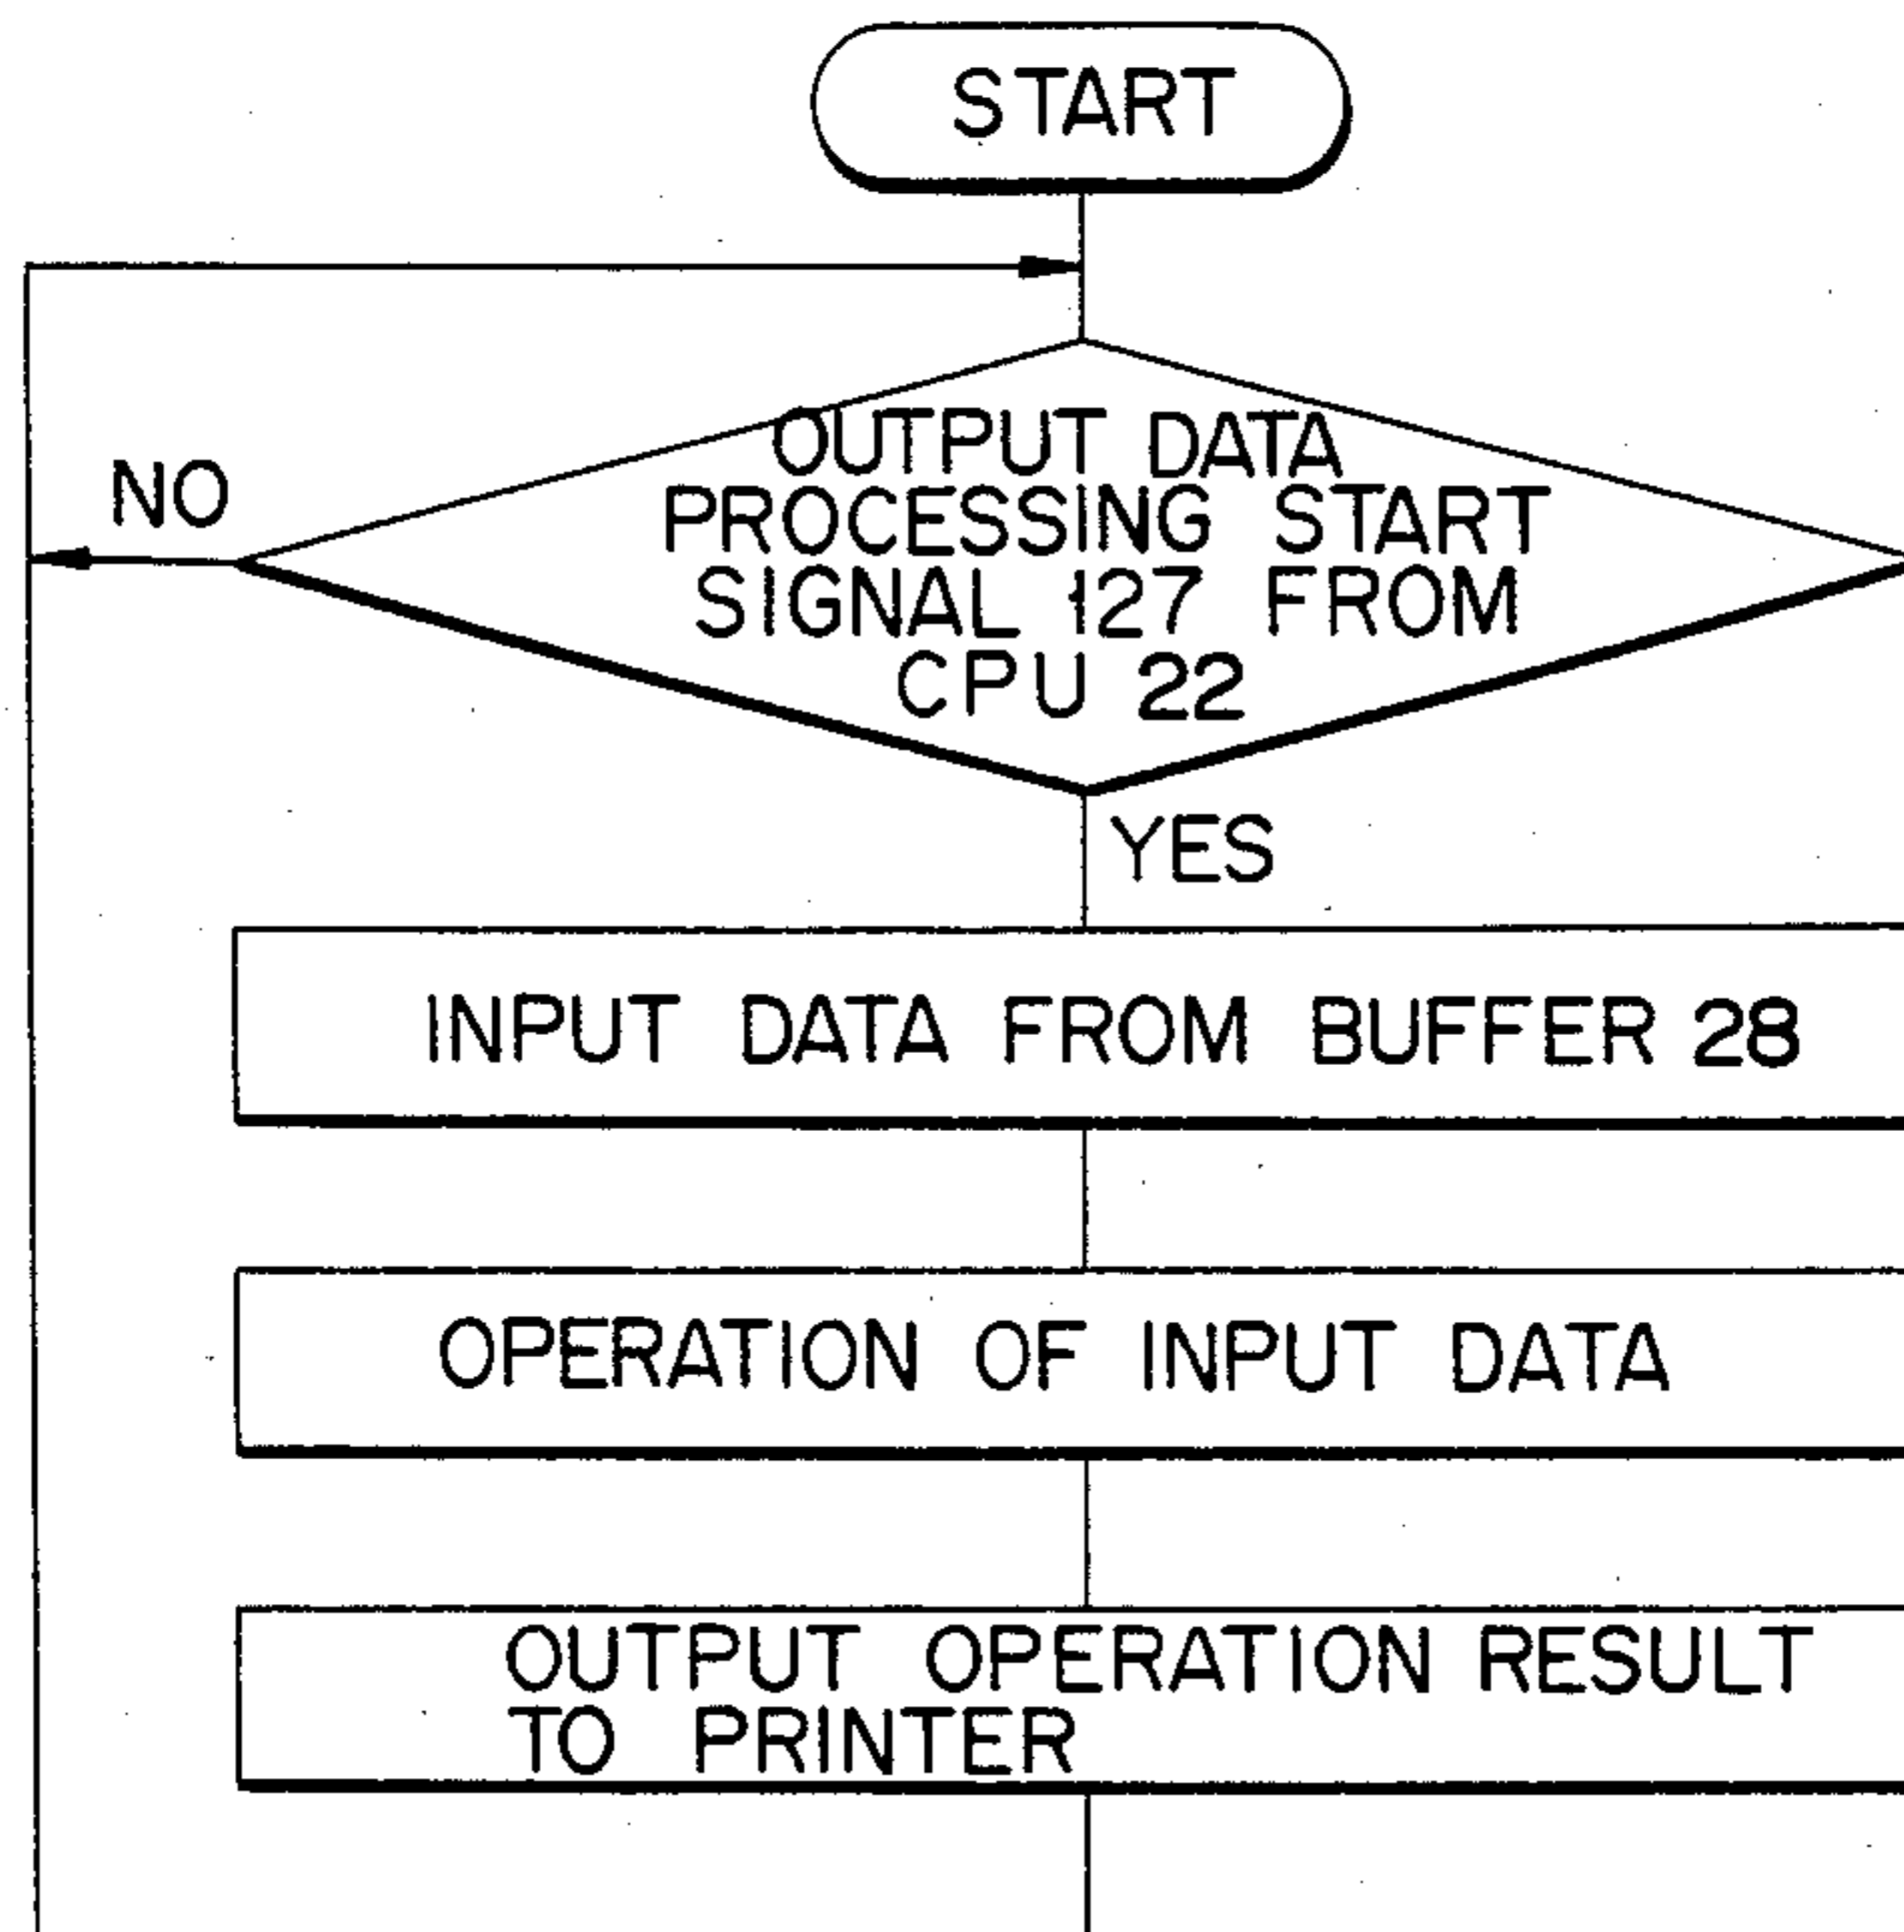 START
NO
OUTPUT DATA
PROCESSING START
SIGNAL 127 FROM
CPU 22
YES
INPUT DATA FROM BUFFER 28
OPERATION OF INPUT DATA
OUTPUT OPERATION RESULT
TO PRINTER